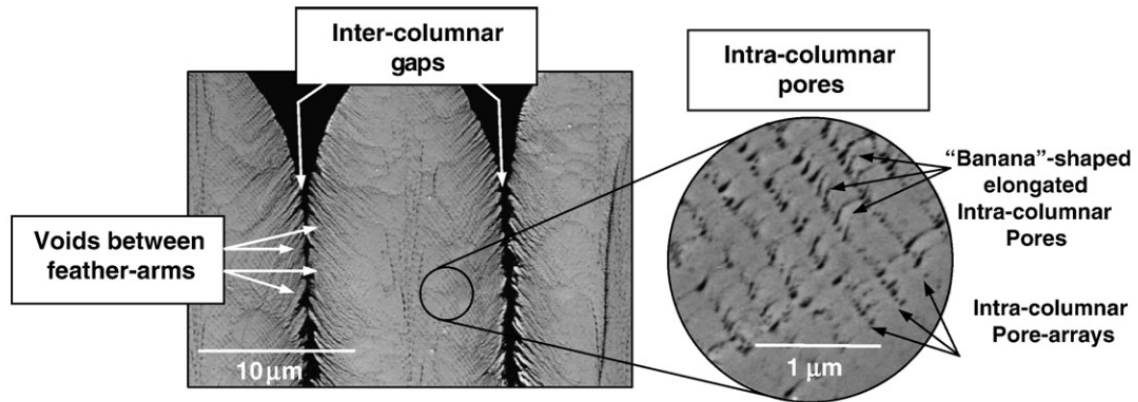 Inter-columnar
gaps
Intra-columnar
pores
“Banana”-shaped
elongated
Intra-columnar
Pores
Voids between
feather-arms
Intra-columnar
Pore-arrays
10 μm
1 μm